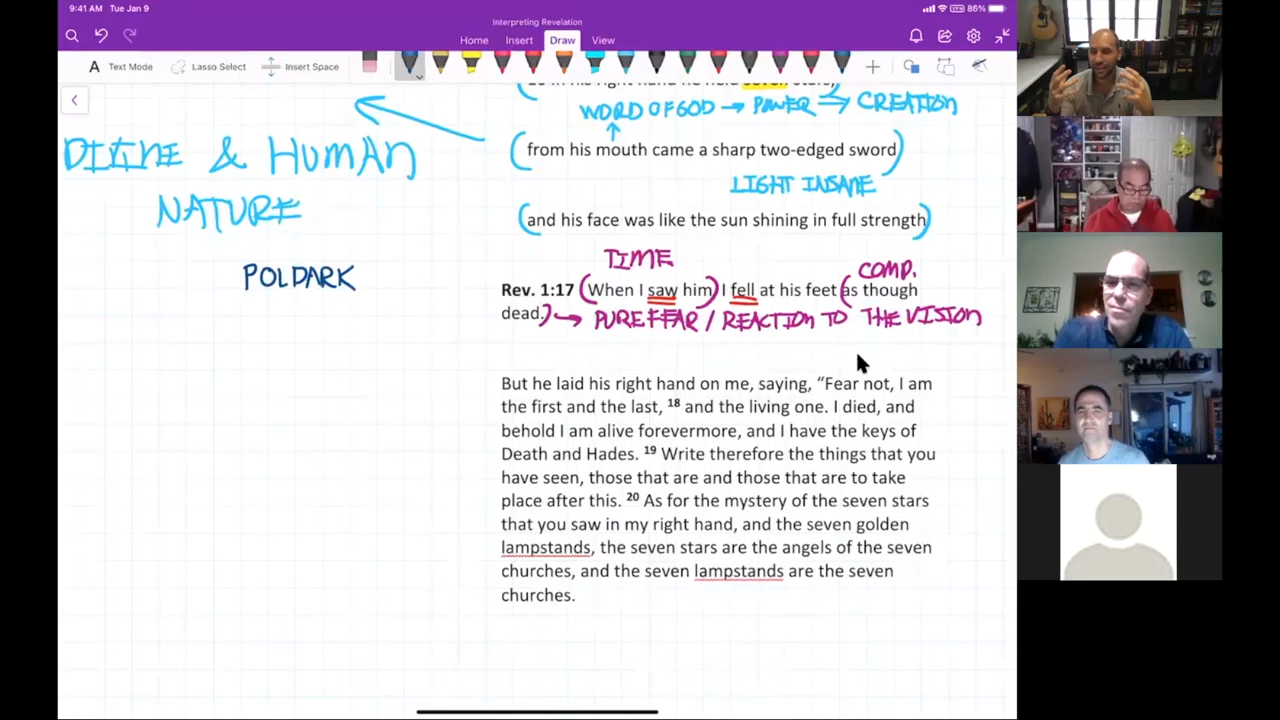 9:41 AM Tue Jan 9
86%
Interpreting Revelation
Home Insert Draw View
Text Mode Lasso Select Insert Space
WORD OF GOD → POWER ⇒ CREATION
DIVINE & HUMAN
NATURE
POLDARK
(from his mouth came a sharp two-edged sword)
LIGHT INSANE
(and his face was like the sun shining in full strength)
TIME
COMP.
Rev. 1:17 (When I saw him) I fell at his feet (as though
dead.) → PURE FEAR / REACTION TO THE VISION
But he laid his right hand on me, saying, “Fear not, I am
the first and the last, 18 and the living one. I died, and
behold I am alive forevermore, and I have the keys of
Death and Hades. 19 Write therefore the things that you
have seen, those that are and those that are to take
place after this. 20 As for the mystery of the seven stars
that you saw in my right hand, and the seven golden
lampstands, the seven stars are the angels of the seven
churches, and the seven lampstands are the seven
churches.